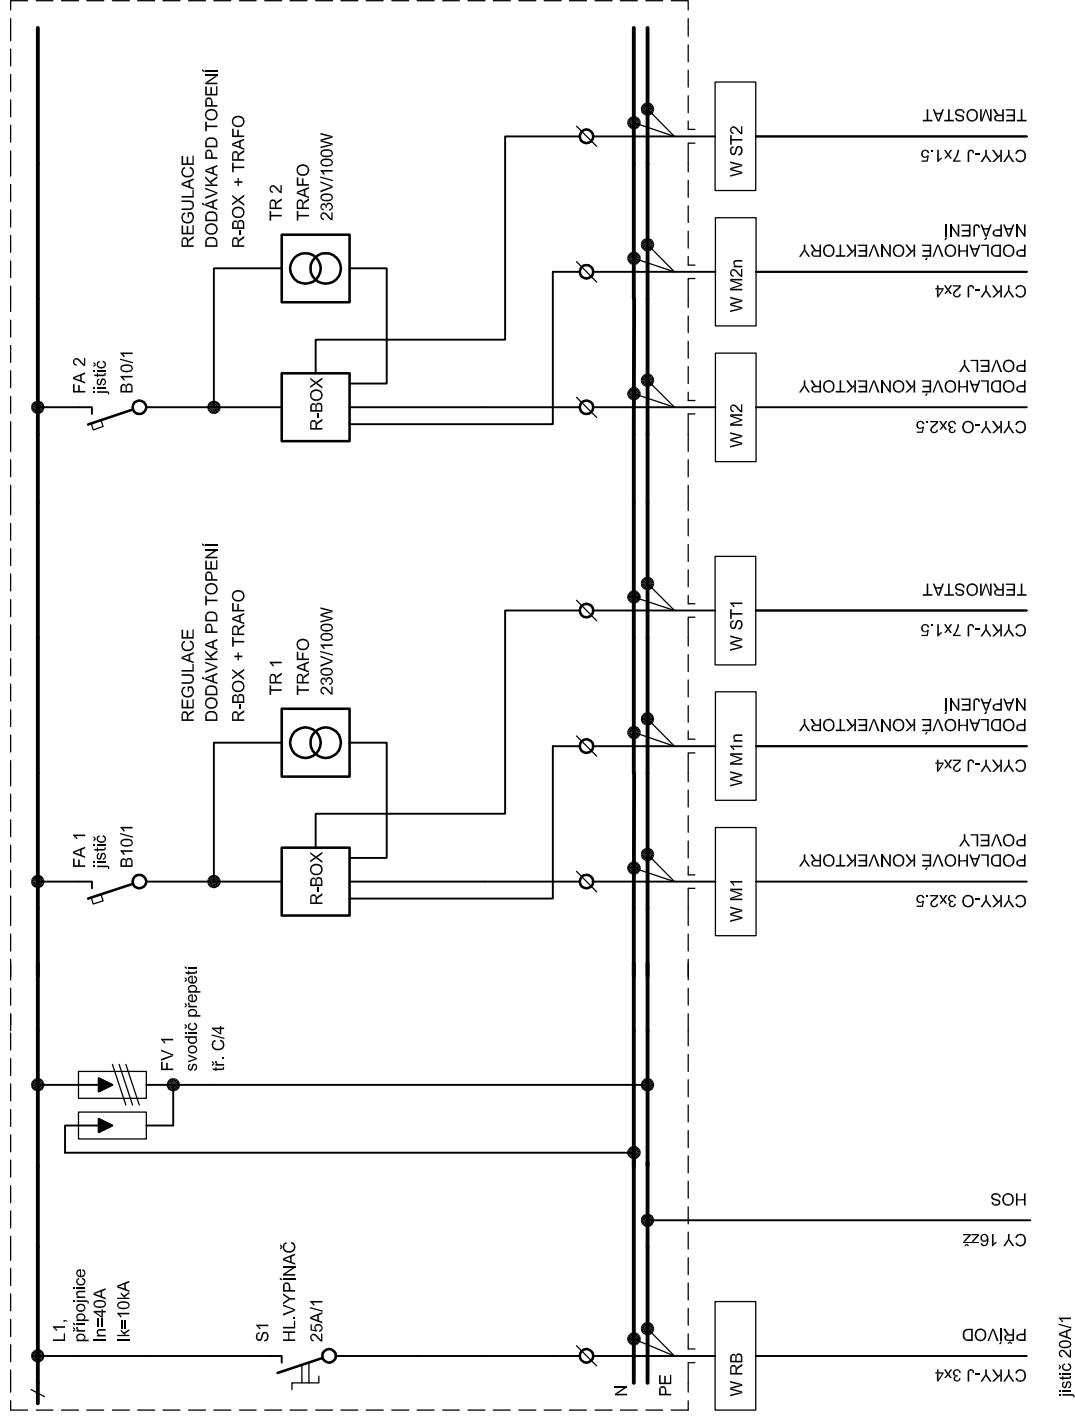 L1,
přípojnice
In=40A
Ik=10kA
S1
HL.VYPÍNAČ
25A/1
N
PE
W RB
PŘÍVOD
CYKY-J 3x4
jistič 20A/1
HOS
CY 16zž
FV 1
svodič přepětí
tř. C/4
FA 1
jistič
B10/1
REGULACE
DODÁVKA PD TOPENÍ
R-BOX + TRAFO
TR 1
TRAFO
230V/100W
R-BOX
W M1
POVELY
PODLAHOVÉ KONVEKTORY
CYKY-O 3x2.5
W M1n
NAPÁJENÍ
PODLAHOVÉ KONVEKTORY
CYKY-J 2x4
W ST1
TERMOSTAT
CYKY-J 7x1.5
FA 2
jistič
B10/1
REGULACE
DODÁVKA PD TOPENÍ
R-BOX + TRAFO
TR 2
TRAFO
230V/100W
R-BOX
W M2
POVELY
PODLAHOVÉ KONVEKTORY
CYKY-O 3x2.5
W M2n
NAPÁJENÍ
PODLAHOVÉ KONVEKTORY
CYKY-J 2x4
W ST2
TERMOSTAT
CYKY-J 7x1.5